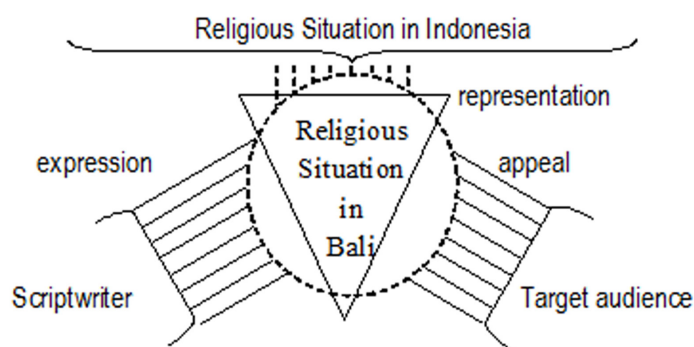 Religious Situation in Indonesia
representation
Religious
Situation
in
Bali
expression
appeal
Scriptwriter
Target audience